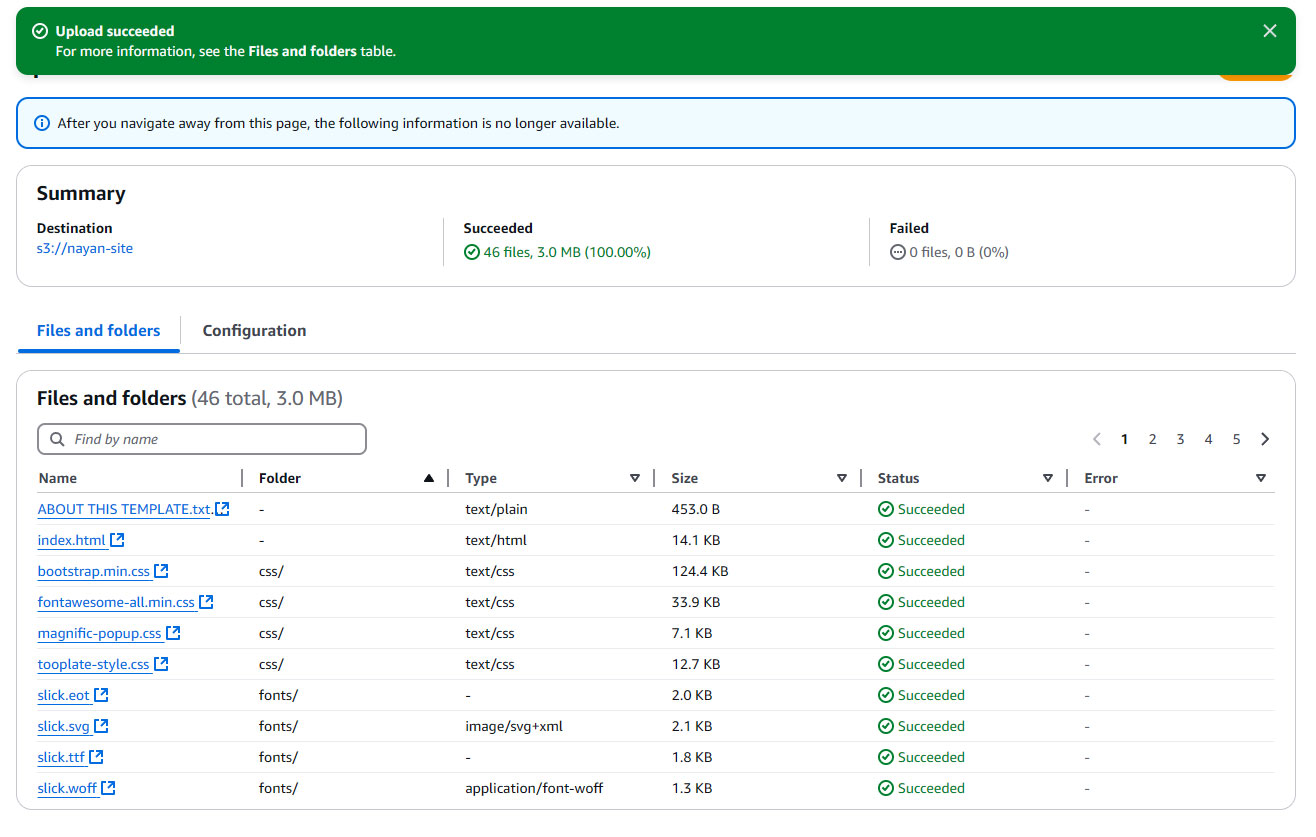 Upload succeeded
For more information, see the Files and folders table.
After you navigate away from this page, the following information is no longer available.
Summary
Destination
s3://nayan-site
Succeeded
46 files, 3.0 MB (100.00%)
Failed
0 files, 0 B (0%)
Files and folders
Configuration
Files and folders (46 total, 3.0 MB)
Find by name
1 2 3 4 5
Name Folder Type Size Status Error
ABOUT THIS TEMPLATE.txt. - text/plain 453.0 B Succeeded -
index.html - text/html 14.1 KB Succeeded -
bootstrap.min.css css/ text/css 124.4 KB Succeeded -
fontawesome-all.min.css css/ text/css 33.9 KB Succeeded -
magnific-popup.css css/ text/css 7.1 KB Succeeded -
tooplate-style.css css/ text/css 12.7 KB Succeeded -
slick.eot fonts/ - 2.0 KB Succeeded -
slick.svg fonts/ image/svg+xml 2.1 KB Succeeded -
slick.ttf fonts/ - 1.8 KB Succeeded -
slick.woff fonts/ application/font-woff 1.3 KB Succeeded -